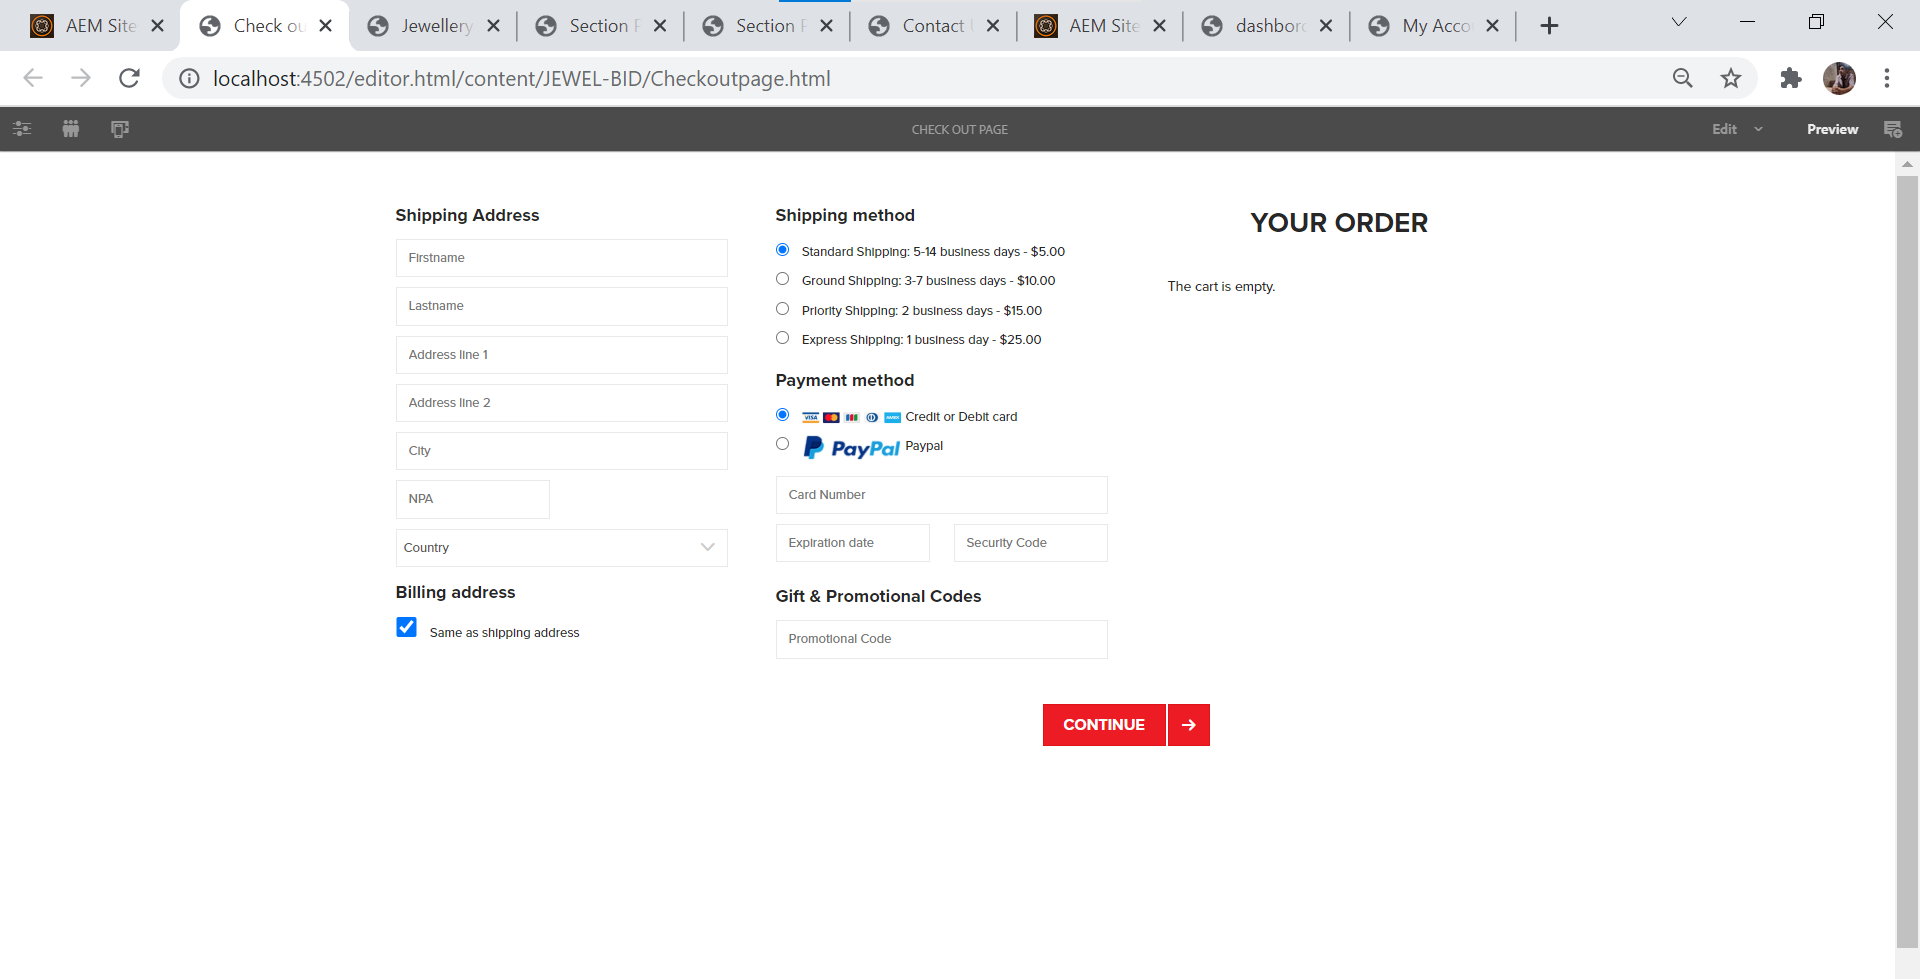 AEM Site
Check ou
Jewellery
Section P
Section P
Contact U
AEM Site
dashborc
My Acco
localhost:4502/editor.html/content/JEWEL-BID/Checkoutpage.html
CHECK OUT PAGE
Edit
Preview
Shipping Address
Firstname
Lastname
Address line 1
Address line 2
City
NPA
Country
Billing address
Same as shipping address
Shipping method
Standard Shipping: 5-14 business days - $5.00
Ground Shipping: 3-7 business days - $10.00
Priority Shipping: 2 business days - $15.00
Express Shipping: 1 business day - $25.00
Payment method
VISA Credit or Debit card
PayPal Paypal
Card Number
Expiration date
Security Code
Gift & Promotional Codes
Promotional Code
CONTINUE
YOUR ORDER
The cart is empty.